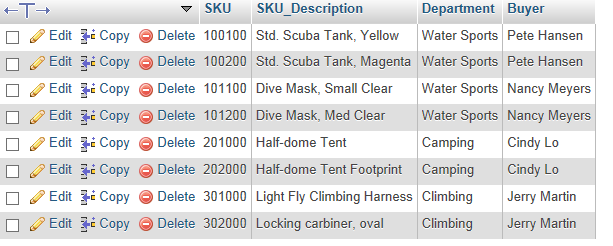 SKU SKU_Description Department Buyer
Edit Copy Delete 100100 Std. Scuba Tank, Yellow Water Sports Pete Hansen
Edit Copy Delete 100200 Std. Scuba Tank, Magenta Water Sports Pete Hansen
Edit Copy Delete 101100 Dive Mask, Small Clear Water Sports Nancy Meyers
Edit Copy Delete 101200 Dive Mask, Med Clear Water Sports Nancy Meyers
Edit Copy Delete 201000 Half-dome Tent Camping Cindy Lo
Edit Copy Delete 202000 Half-dome Tent Footprint Camping Cindy Lo
Edit Copy Delete 301000 Light Fly Climbing Harness Climbing Jerry Martin
Edit Copy Delete 302000 Locking carbiner, oval Climbing Jerry Martin